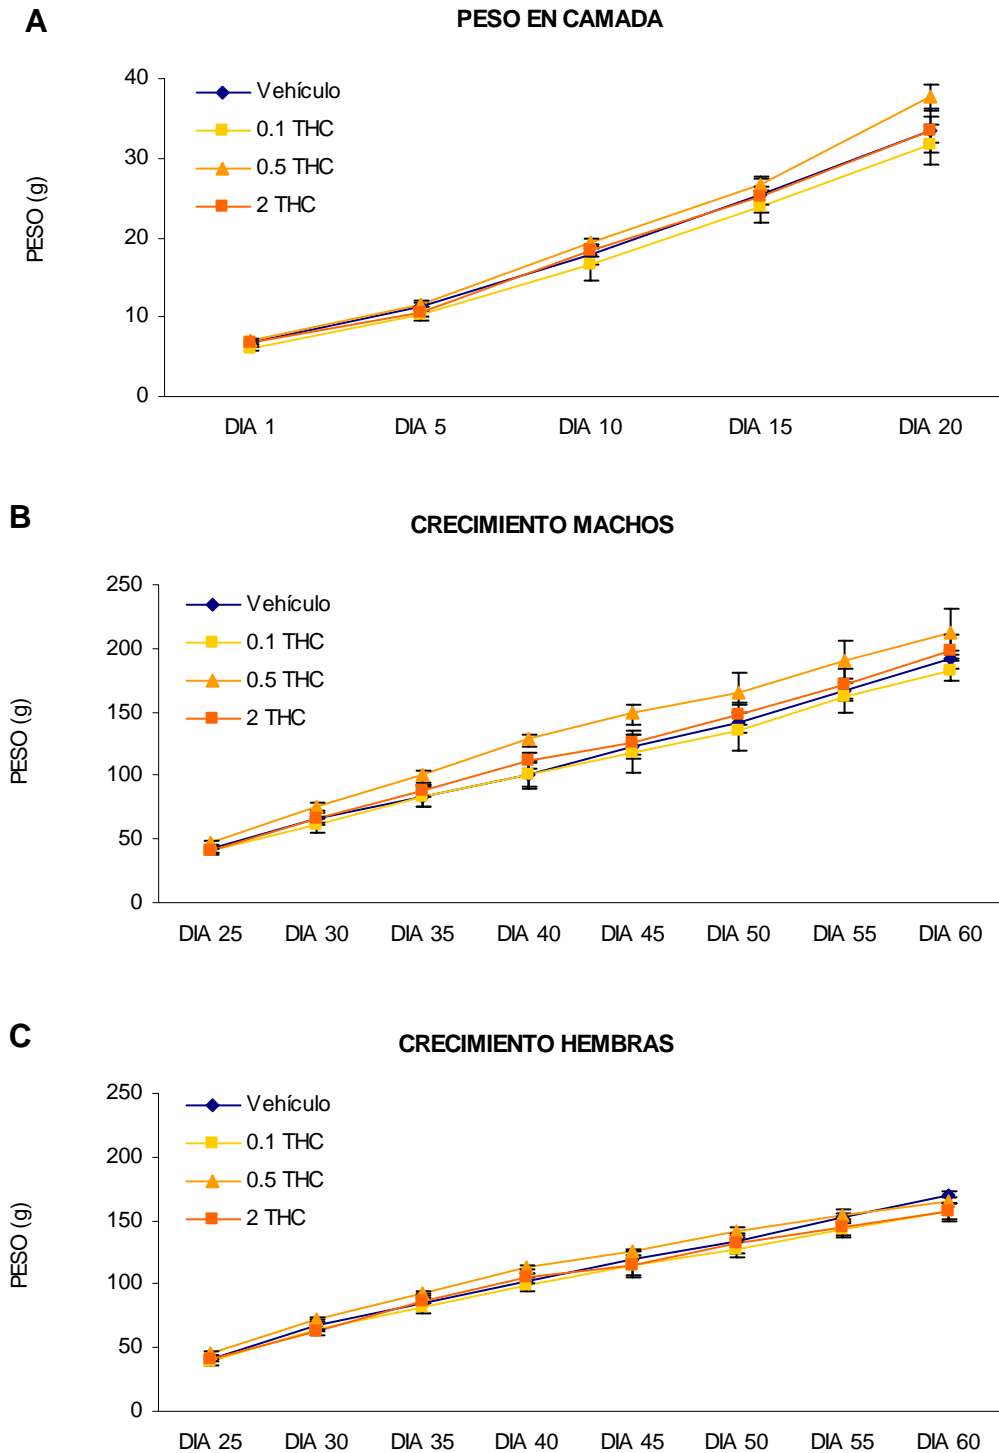 A
PESO EN CAMADA
40
30
20
10
0
PESO (g)
Vehículo
0.1 THC
0.5 THC
2 THC
DIA 1 DIA 5 DIA 10 DIA 15 DIA 20
B
CRECIMIENTO MACHOS
250
200
150
100
50
0
PESO (g)
Vehículo
0.1 THC
0.5 THC
2 THC
DIA 25 DIA 30 DIA 35 DIA 40 DIA 45 DIA 50 DIA 55 DIA 60
C
CRECIMIENTO HEMBRAS
250
200
150
100
50
0
PESO (g)
Vehículo
0.1 THC
0.5 THC
2 THC
DIA 25 DIA 30 DIA 35 DIA 40 DIA 45 DIA 50 DIA 55 DIA 60